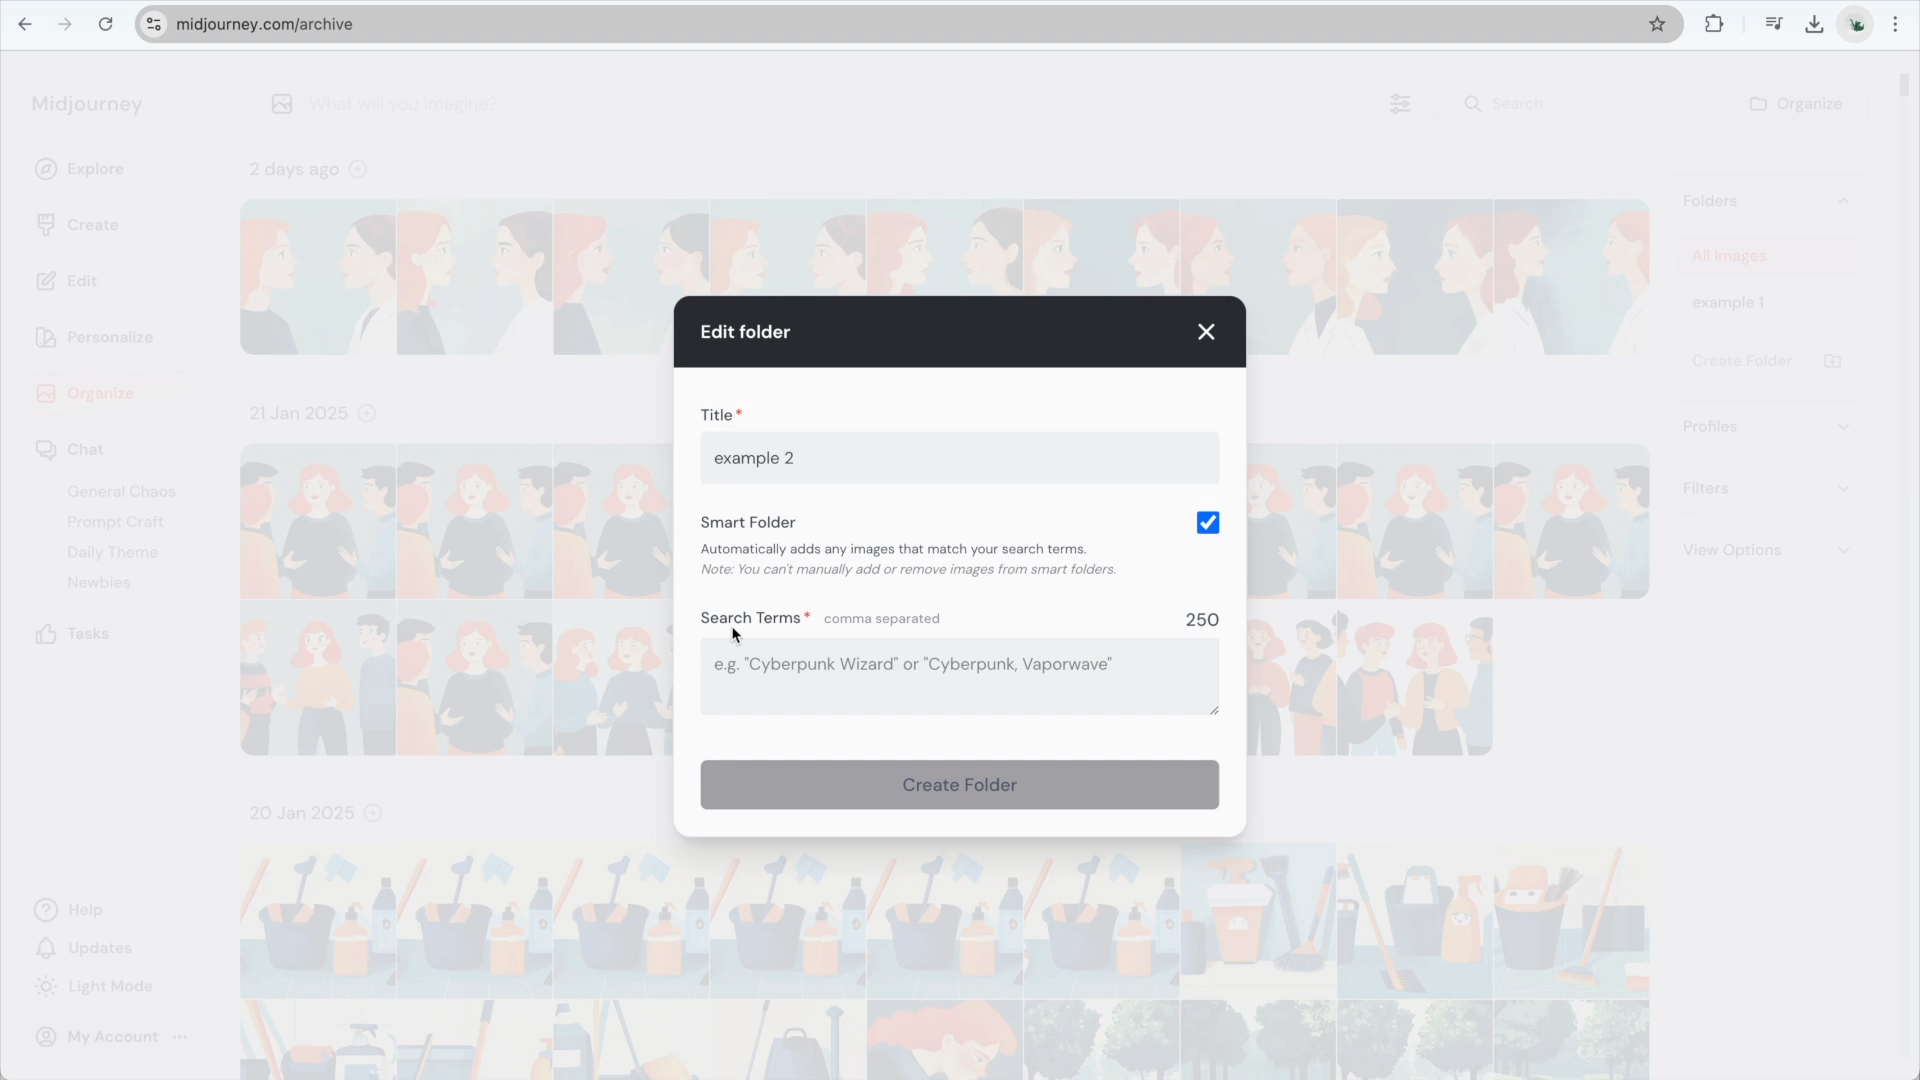 midjourney.com/archive
Midjourney
What will you imagine?
Search
Organize
Explore
Create
Edit
Personalize
Organize
Chat
General Chaos
Prompt Craft
Daily Theme
Newbies
Tasks
Help
Updates
Light Mode
My Account
2 days ago
21 Jan 2025
20 Jan 2025
Edit folder
Title*
example 2
Smart Folder
Automatically adds any images that match your search terms.
Note: You can't manually add or remove images from smart folders.
Search Terms* comma separated 250
e.g. "Cyberpunk Wizard" or "Cyberpunk, Vaporwave"
Create Folder
Folders
All Images
example 1
Create Folder
Profiles
Filters
View Options